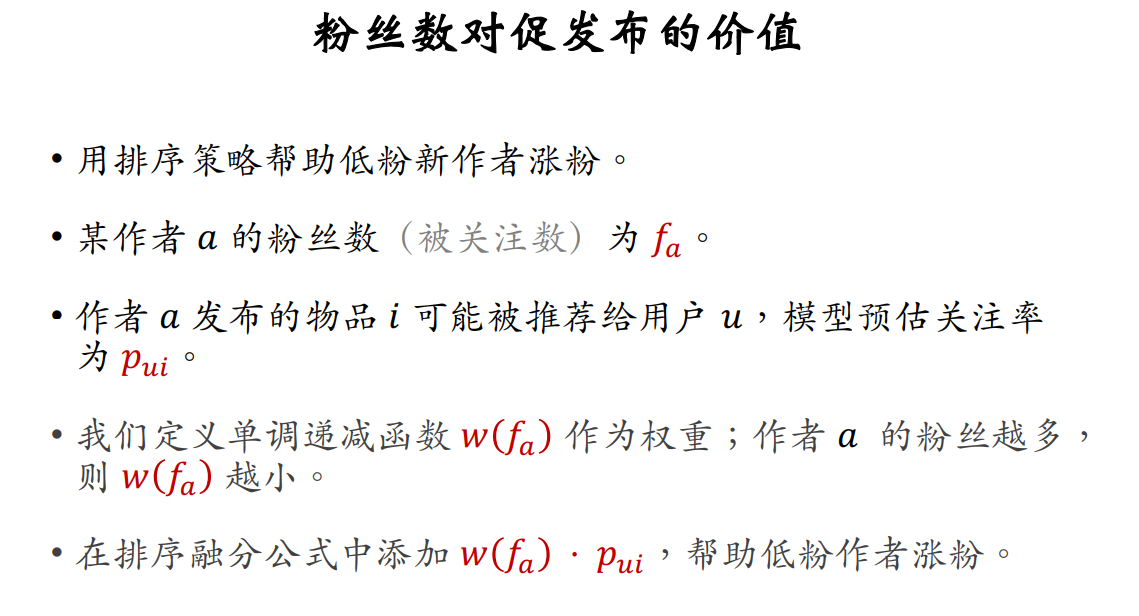 粉丝数对促发布的价值
• 用排序策略帮助低粉新作者涨粉。
• 某作者 a 的粉丝数（被关注数）为 fₐ。
• 作者 a 发布的物品 i 可能被推荐给用户 u，模型预估关注率
为 p_{ui}。
• 我们定义单调递减函数 w(fₐ) 作为权重；作者 a 的粉丝越多，
则 w(fₐ) 越小。
• 在排序融分公式中添加 w(fₐ) · p_{ui}，帮助低粉作者涨粉。